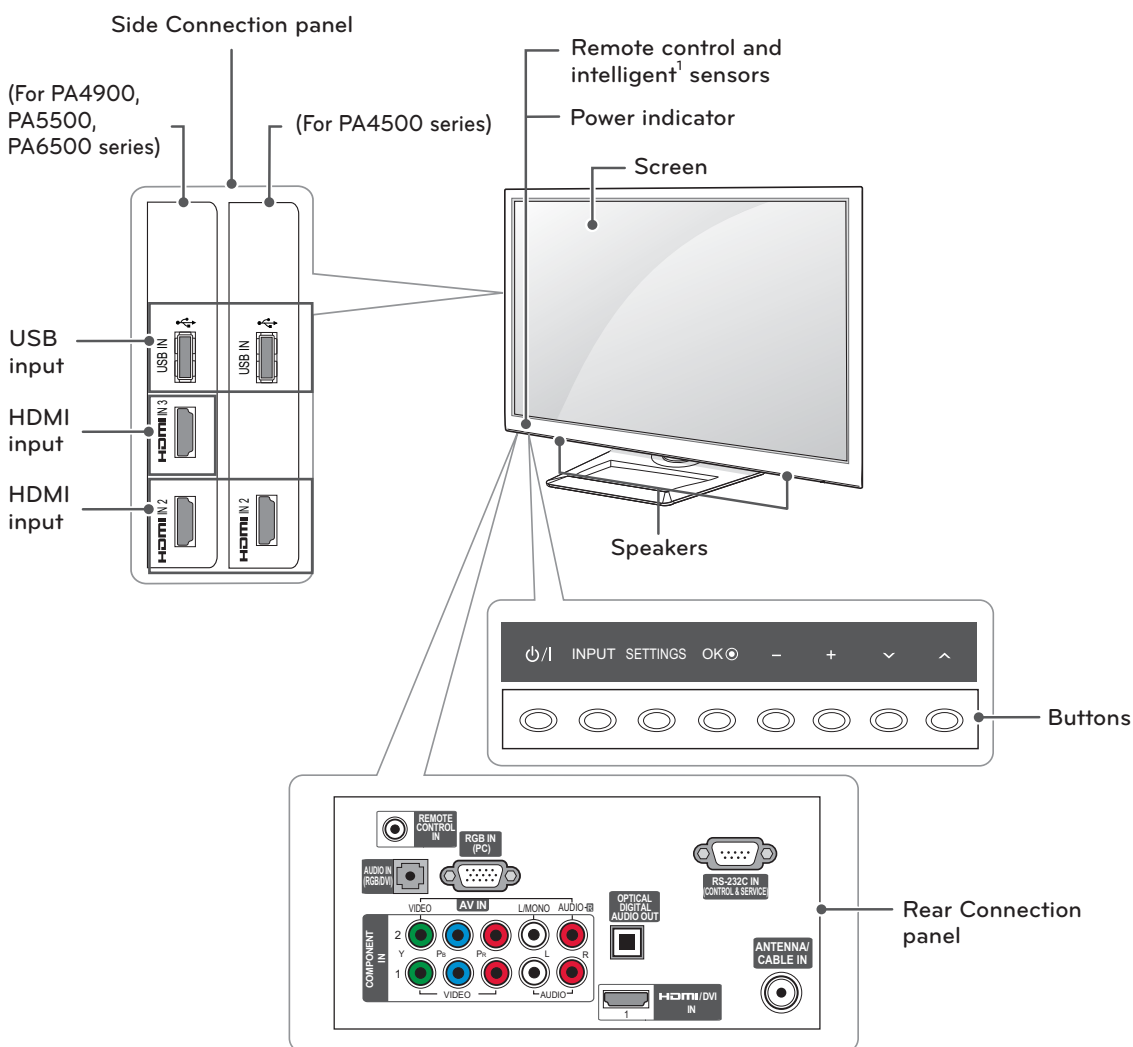 Side Connection panel
(For PA4900,
PA5500,
PA6500 series)
(For PA4500 series)
Remote control and
intelligent1 sensors
Power indicator
Screen
USB
input
USB IN
USB IN
HDMI
input
HDMI IN 3
HDMI
input
HDMI IN 2
HDMI IN 2
Speakers
⏻/I INPUT SETTINGS OK⦿ − + ⌵ ^
Buttons
REMOTE
CONTROL
IN
RGB IN
(PC)
AUDIO IN
(RGB/DVI)
RS-232C IN
(CONTROL & SERVICE)
VIDEO AV IN L/MONO AUDIO R
OPTICAL
DIGITAL
AUDIO OUT
COMPONENT
IN
2
Y PB PR L R
1
VIDEO AUDIO
HDMI/DVI
IN
1
ANTENNA/
CABLE IN
Rear Connection
panel